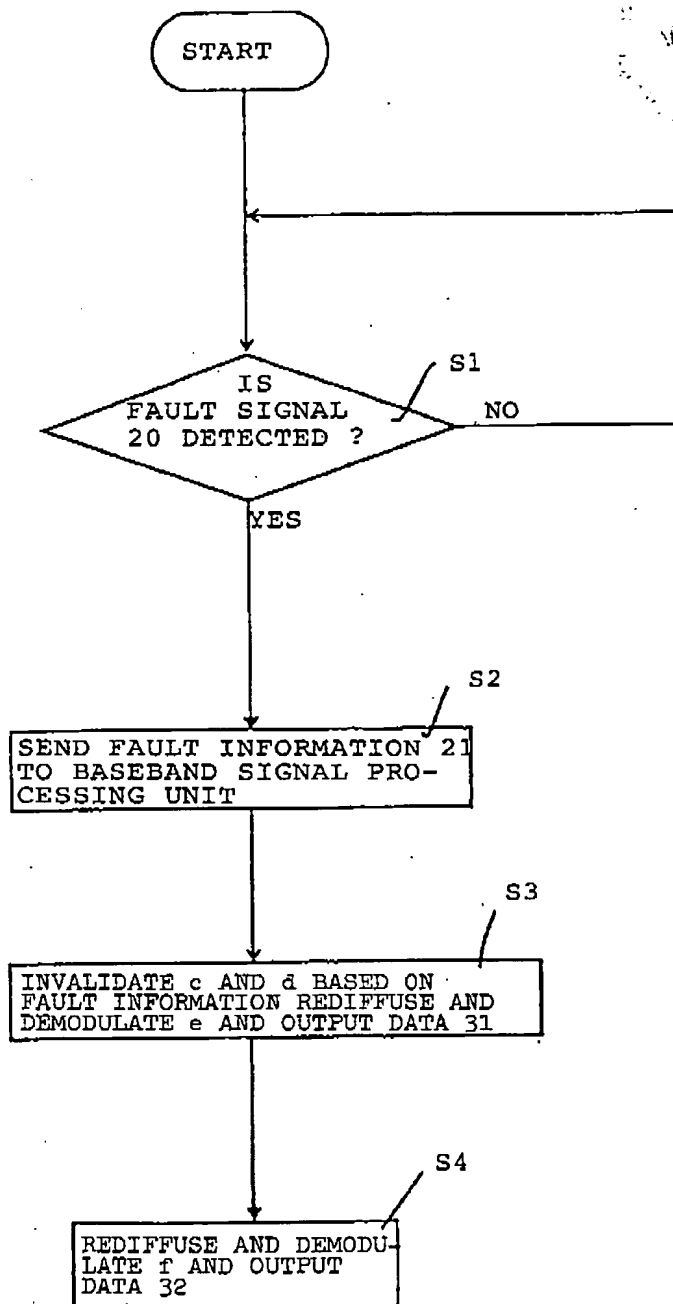 START
S1
IS
FAULT SIGNAL
20 DETECTED ?
NO
YES
S2
SEND FAULT INFORMATION 21
TO BASEBAND SIGNAL PRO-
CESSING UNIT
S3
INVALIDATE c AND d BASED ON
FAULT INFORMATION REDIFFUSE AND
DEMODULATE e AND OUTPUT DATA 31
S4
REDIFFUSE AND DEMODU-
LATE f AND OUTPUT
DATA 32